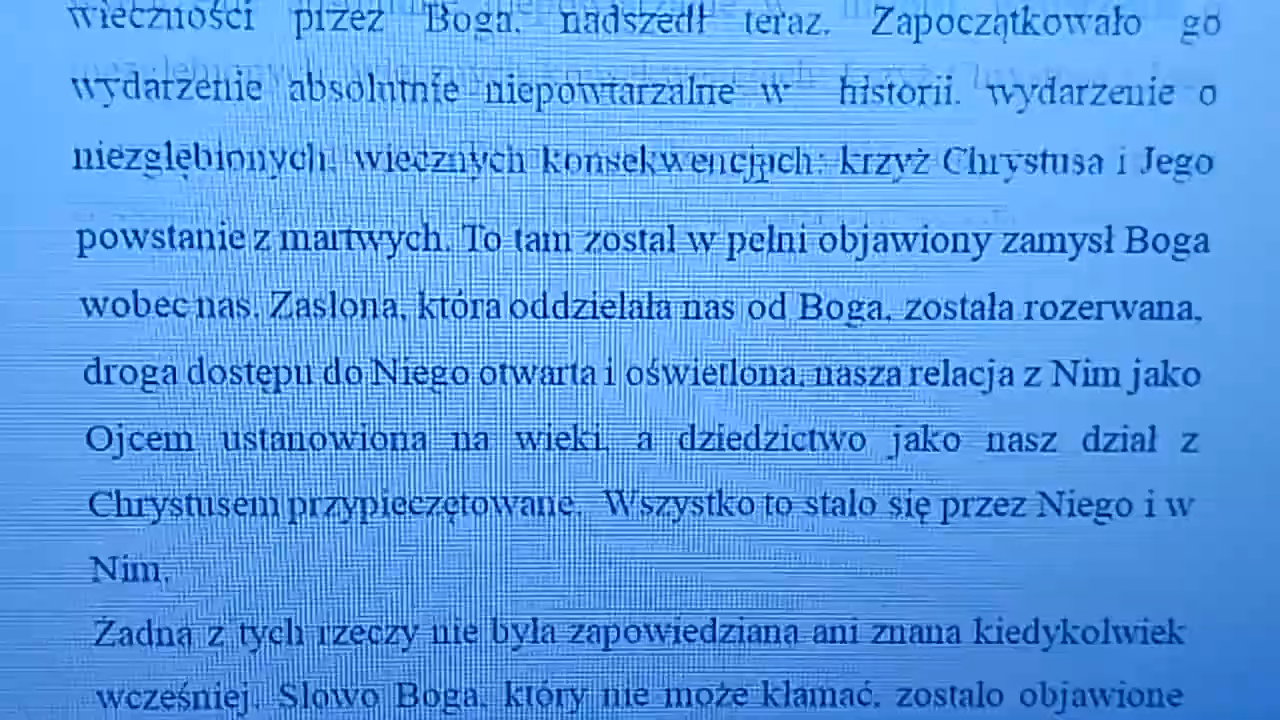 wieczności przez Boga, nadszedł teraz. Zapoczątkowało go
wydarzenie absolutnie niepowtarzalne w historii, wydarzenie o
niezgłębionych, wiecznych konsekwencjach: krzyż Chrystusa i Jego
powstanie z martwych. To tam został w pełni objawiony zamysł Boga
wobec nas. Zasłona, która oddzielała nas od Boga, została rozerwana,
droga dostępu do Niego otwarta i oświetlona, nasza relacja z Nim jako
Ojcem ustanowiona na wieki, a dziedzictwo jako nasz dział z
Chrystusem przypieczętowane. Wszystko to stało się przez Niego i w
Nim.
Żadna z tych rzeczy nie była zapowiedziana ani znana kiedykolwiek
wcześniej. Słowo Boga, który nie może kłamać, zostało objawione